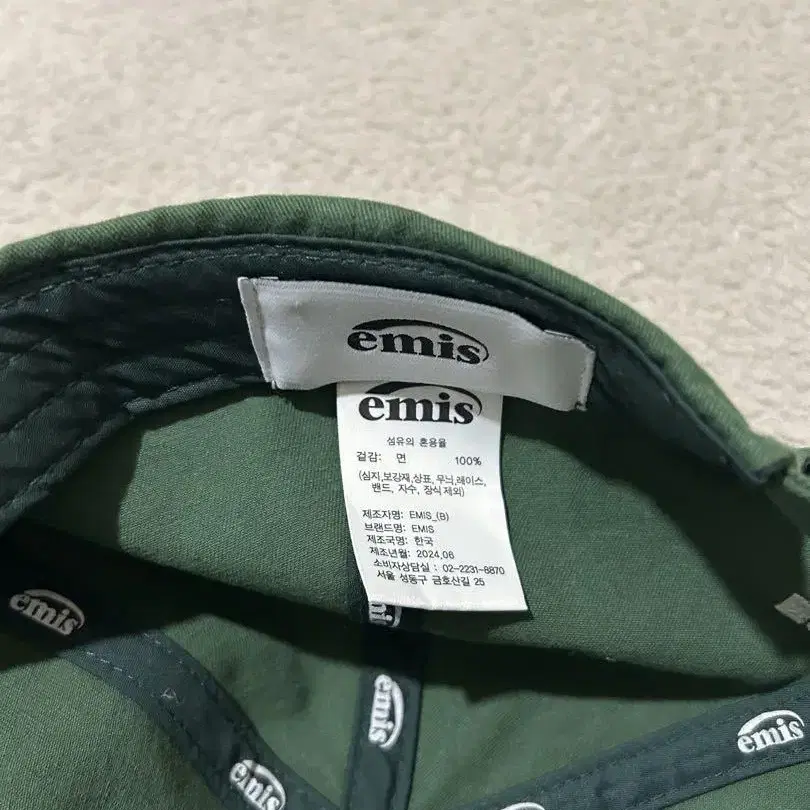 emis
emis
섬유의 혼용율
겉감: 면 100%
(심지,보강재,상표,무늬,레이스,
밴드, 자수, 장식 제외)
제조자명: EMIS_(B)
브랜드명: EMIS
제조국명: 한국
제조년월: 2024.06
소비자상담실 : 02-2231-8870
서울 성동구 금호산길 25
emis
mis
emis
emis
emis